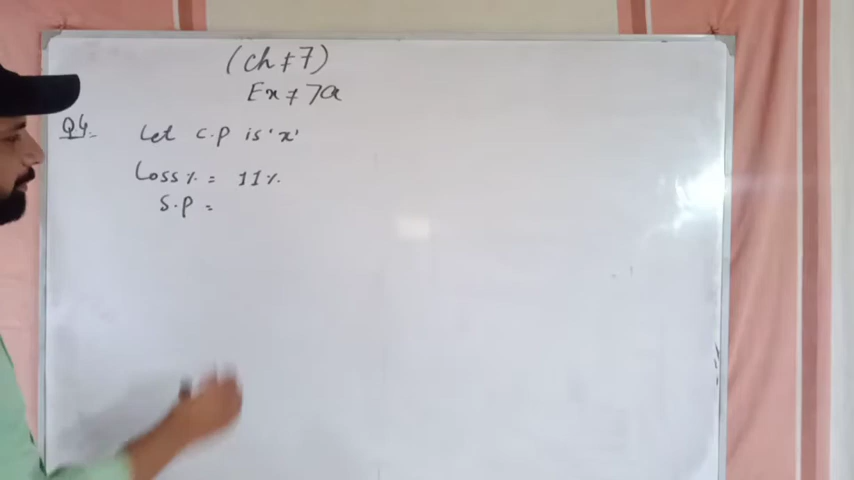 (Ch ≠ 7)
Ex ≠ 7a
Q4. Let C.P is 'x'
Loss % = 11%.
S.P =